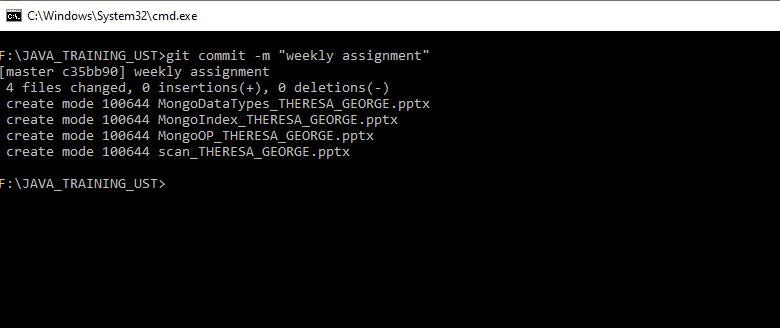 C:\Windows\System32\cmd.exe
F:\JAVA_TRAINING_UST>git commit -m "weekly assignment"
[master c35bb90] weekly assignment
4 files changed, 0 insertions(+), 0 deletions(-)
create mode 100644 MongoDataTypes_THERESA_GEORGE.pptx
create mode 100644 MongoIndex_THERESA_GEORGE.pptx
create mode 100644 MongoOP_THERESA_GEORGE.pptx
create mode 100644 scan_THERESA_GEORGE.pptx
F:\JAVA_TRAINING_UST>